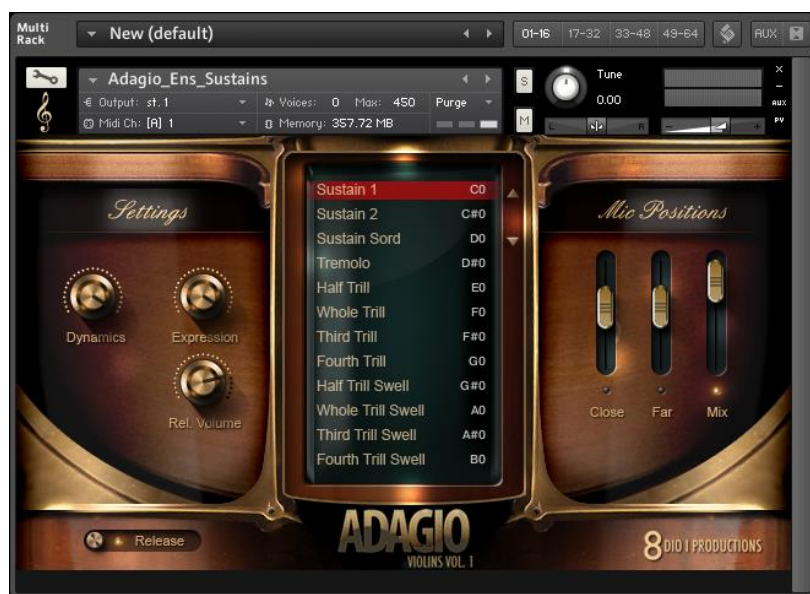 Multi Rack
New (default)
01-16 17-32 33-48 49-64
AUX
Adagio_Ens_Sustains
Output: st.1
Voices: 0 Max: 450 Purge
Midi Ch: [A] 1
Memory: 357.72 MB
S
M
Tune
0.00
L R
- +
×
–
AUX
PV
Settings
Dynamics
Expression
Rel. Volume
Release
Sustain 1 C0
Sustain 2 C#0
Sustain Sord D0
Tremolo D#0
Half Trill E0
Whole Trill F0
Third Trill F#0
Fourth Trill G0
Half Trill Swell G#0
Whole Trill Swell A0
Third Trill Swell A#0
Fourth Trill Swell B0
Mic Positions
Close Far Mix
ADAGIO
VIOLINS VOL. 1
8DIO | PRODUCTIONS